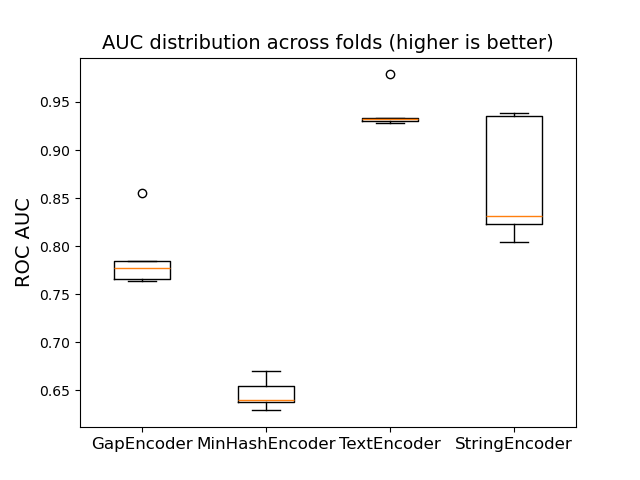 AUC distribution across folds (higher is better)
ROC AUC
0.95
0.90
0.85
0.80
0.75
0.70
0.65
GapEncoder MinHashEncoder TextEncoder StringEncoder